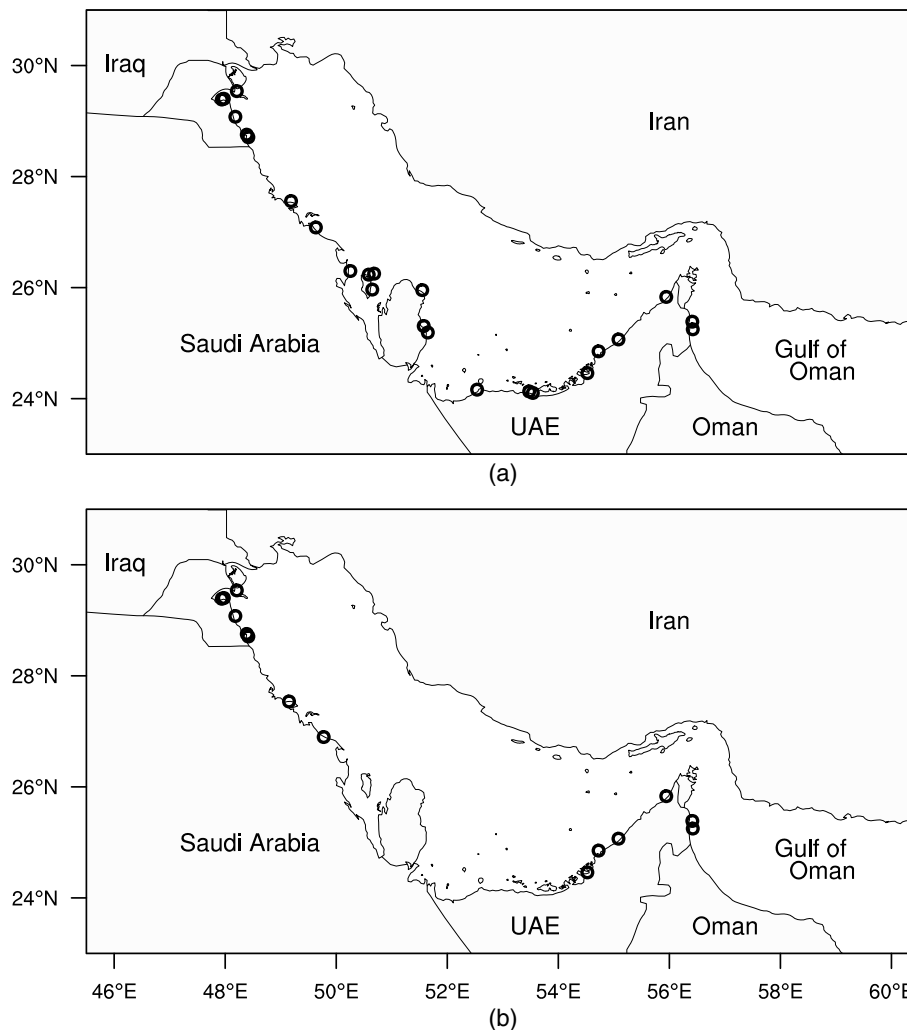 30°N
Iraq
Iran
28°N
26°N
Saudi Arabia
Gulf of
Oman
24°N
UAE
Oman
(a)
30°N
Iraq
Iran
28°N
26°N
Saudi Arabia
Gulf of
Oman
24°N
UAE
Oman
46°E 48°E 50°E 52°E 54°E 56°E 58°E 60°E
(b)